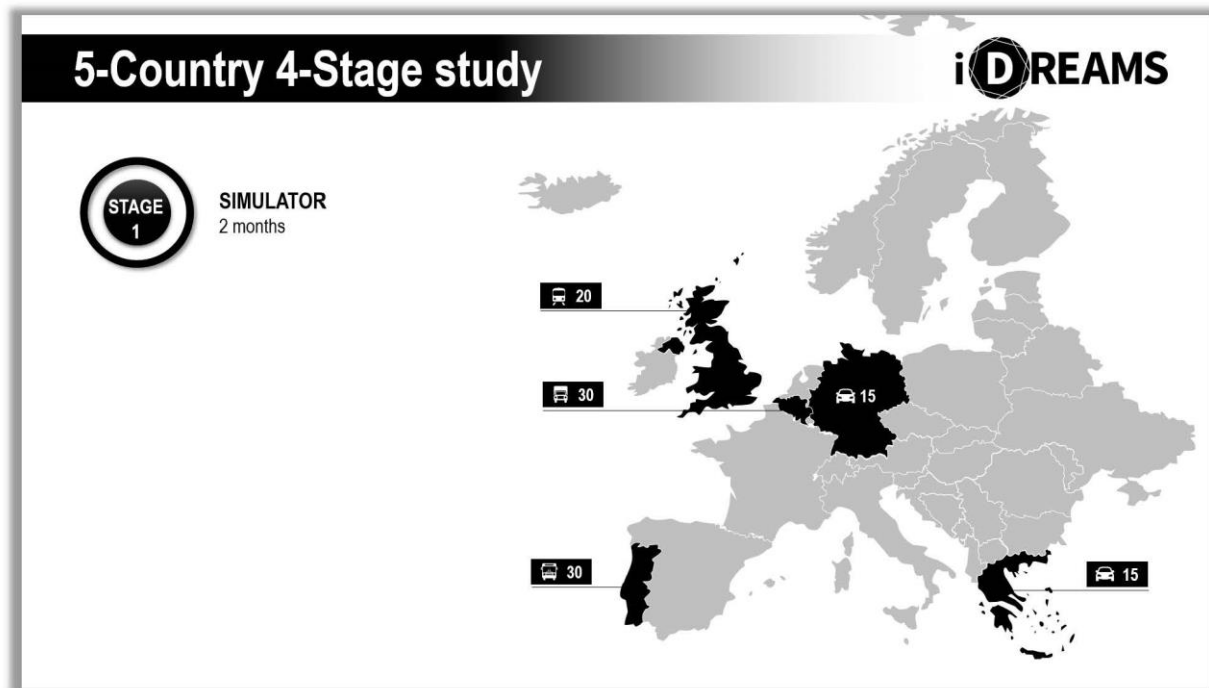 5-Country 4-Stage study
iDREAMS
STAGE
1
SIMULATOR
2 months
20
30
15
30
15